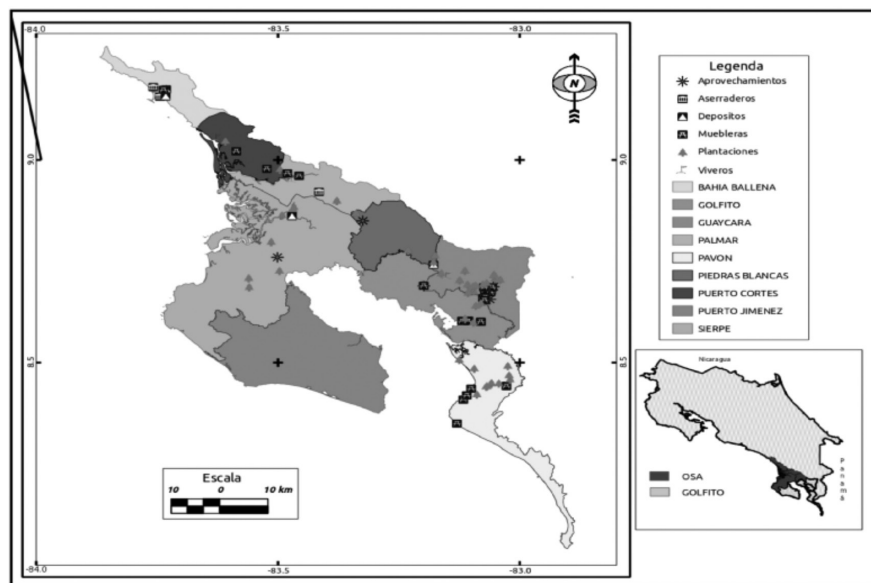 -84.0
-83.5
-83.0
9.0
9.0
8.5
8.5
-84.0
-83.5
-83.0
N
Escala
10 0 10 km
Legenda
Aprovechamientos
Aserraderos
Depositos
Muebleras
Plantaciones
Viveros
BAHIA BALLENA
GOLFITO
GUAYCARA
PALMAR
PAVON
PIEDRAS BLANCAS
PUERTO CORTES
PUERTO JIMENEZ
SIERPE
Nicaragua
Panamá
OSA
GOLFITO